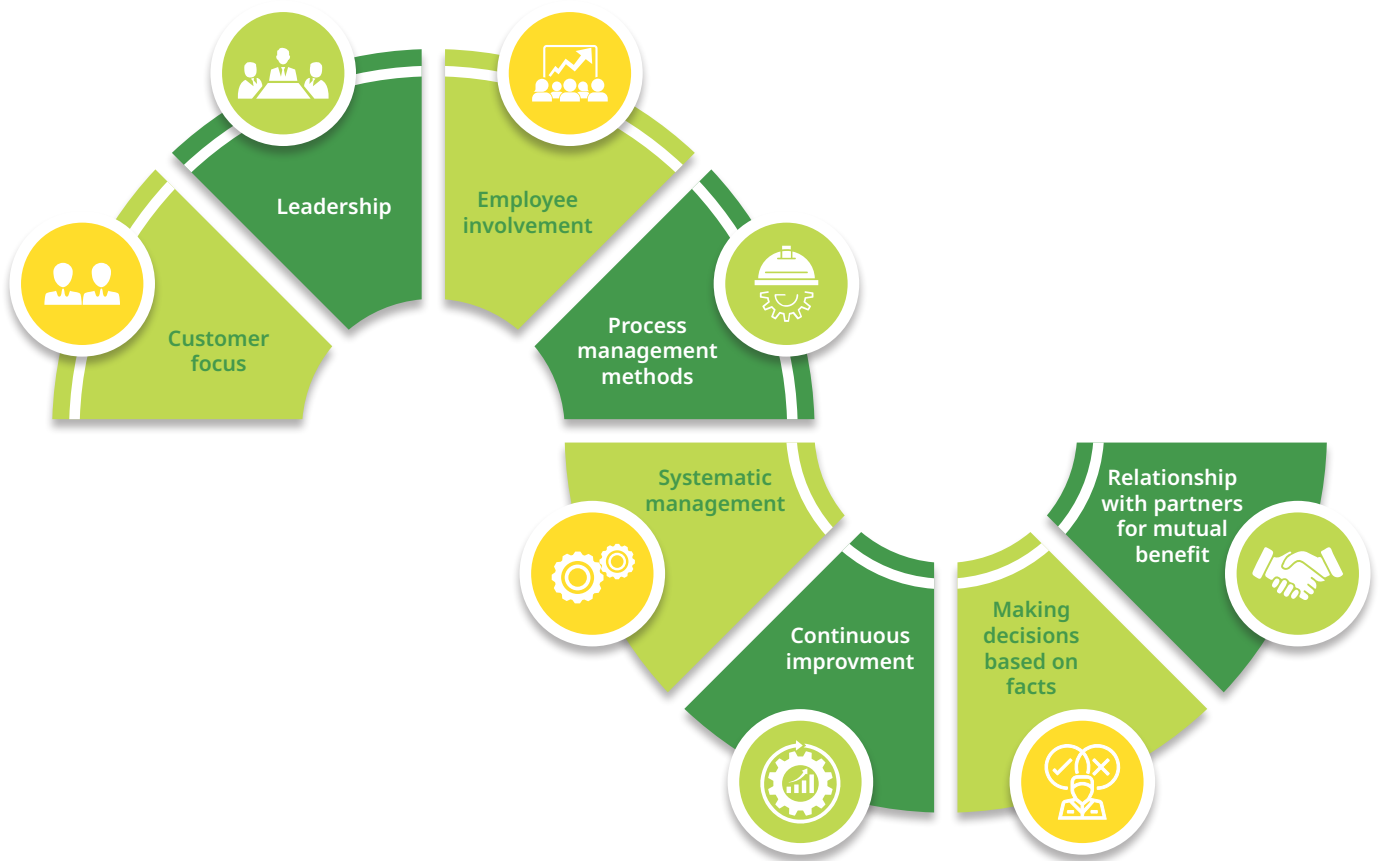 Customer
focus
Leadership
Employee
involvement
Process
management
methods
Systematic
management
Continuous
improvment
Making
decisions
based on
facts
Relationship
with partners
for mutual
benefit